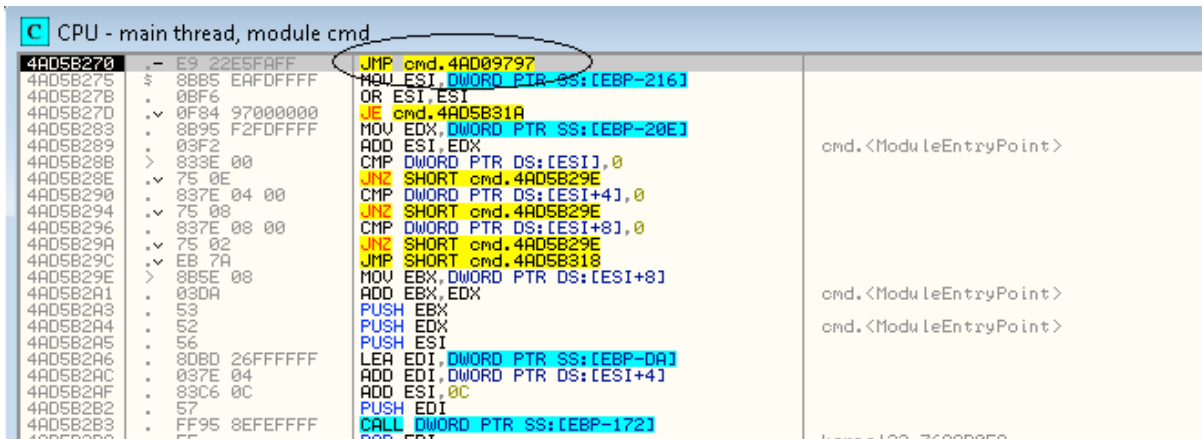 C CPU - main thread, module cmd
4AD5B270 .- E9 22E5FAFF JMP cmd.4AD09797
4AD5B275 $ 8BB5 EAFDFFFF MOV ESI,DWORD PTR SS:[EBP-216]
4AD5B27B . 0BF6 OR ESI,ESI
4AD5B27D .v 0F84 97000000 JE cmd.4AD5B31A
4AD5B283 . 8B95 F2FDFFFF MOV EDX,DWORD PTR SS:[EBP-20E]
4AD5B289 . 03F2 ADD ESI,EDX cmd.<ModuleEntryPoint>
4AD5B28B > 833E 00 CMP DWORD PTR DS:[ESI],0
4AD5B28E .v 75 0E JNZ SHORT cmd.4AD5B29E
4AD5B290 . 837E 04 00 CMP DWORD PTR DS:[ESI+4],0
4AD5B294 .v 75 08 JNZ SHORT cmd.4AD5B29E
4AD5B296 . 837E 08 00 CMP DWORD PTR DS:[ESI+8],0
4AD5B29A .v 75 02 JNZ SHORT cmd.4AD5B29E
4AD5B29C .v EB 7A JMP SHORT cmd.4AD5B318
4AD5B29E > 8B5E 08 MOV EBX,DWORD PTR DS:[ESI+8]
4AD5B2A1 . 03DA ADD EBX,EDX cmd.<ModuleEntryPoint>
4AD5B2A3 . 53 PUSH EBX
4AD5B2A4 . 52 PUSH EDX cmd.<ModuleEntryPoint>
4AD5B2A5 . 56 PUSH ESI
4AD5B2A6 . 8DBD 26FFFFFF LEA EDI,DWORD PTR SS:[EBP-DA]
4AD5B2AC . 037E 04 ADD EDI,DWORD PTR DS:[ESI+4]
4AD5B2AF . 83C6 0C ADD ESI,0C
4AD5B2B2 . 57 PUSH EDI
4AD5B2B3 . FF95 8EFEFFFF CALL DWORD PTR SS:[EBP-172]